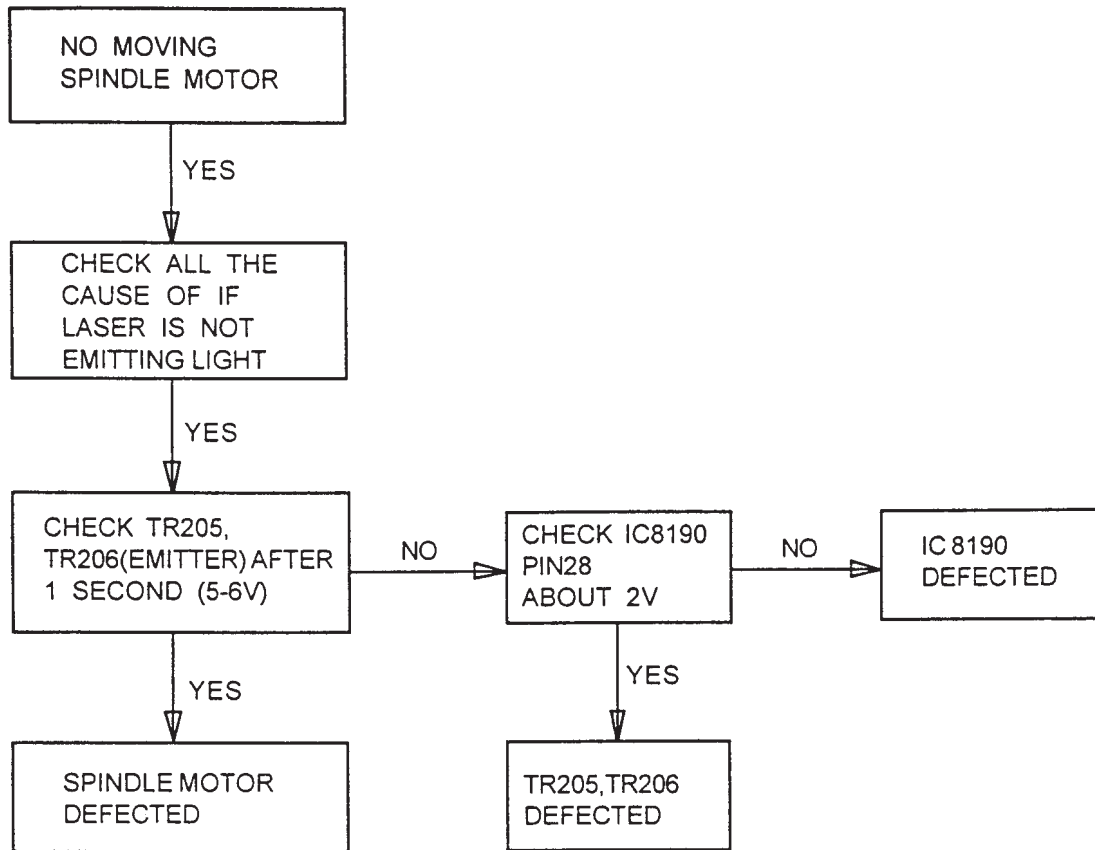 NO MOVING
SPINDLE MOTOR
YES
CHECK ALL THE
CAUSE OF IF
LASER IS NOT
EMITTING LIGHT
YES
CHECK TR205,
TR206(EMITTER) AFTER
1 SECOND (5-6V)
NO
CHECK IC8190
PIN28
ABOUT 2V
NO
IC 8190
DEFECTED
YES
YES
SPINDLE MOTOR
DEFECTED
TR205,TR206
DEFECTED